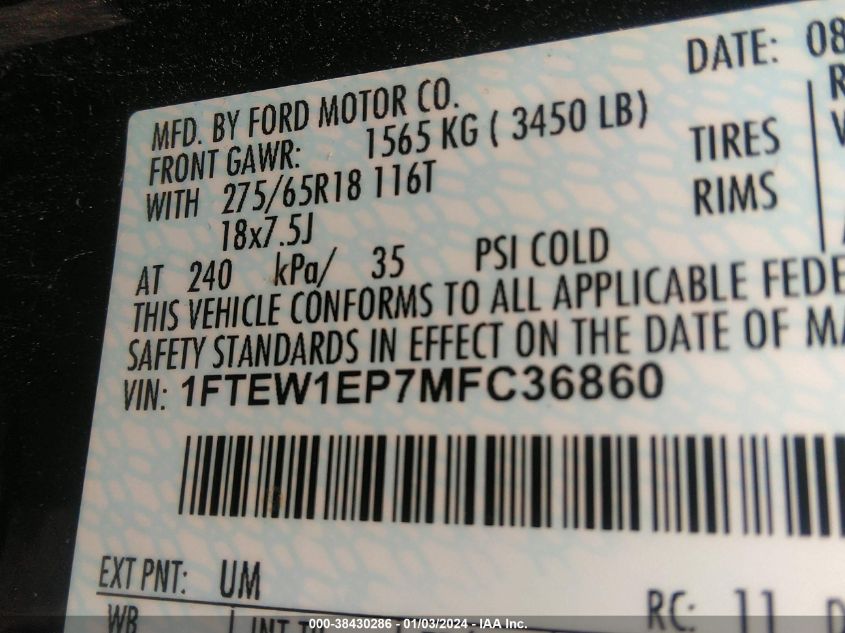 DATE: 08
MFD. BY FORD MOTOR CO.
FRONT GAWR: 1565 KG ( 3450 LB)
WITH 275/65R18 116T TIRES
18x7.5J RIMS
AT 240 kPa/ 35 PSI COLD
THIS VEHICLE CONFORMS TO ALL APPLICABLE FEDE
SAFETY STANDARDS IN EFFECT ON THE DATE OF MA
VIN: 1FTEW1EP7MFC36860
EXT PNT: UM RC: 11
WB INT TR
000-38430286 - 01/03/2024 - IAA Inc.